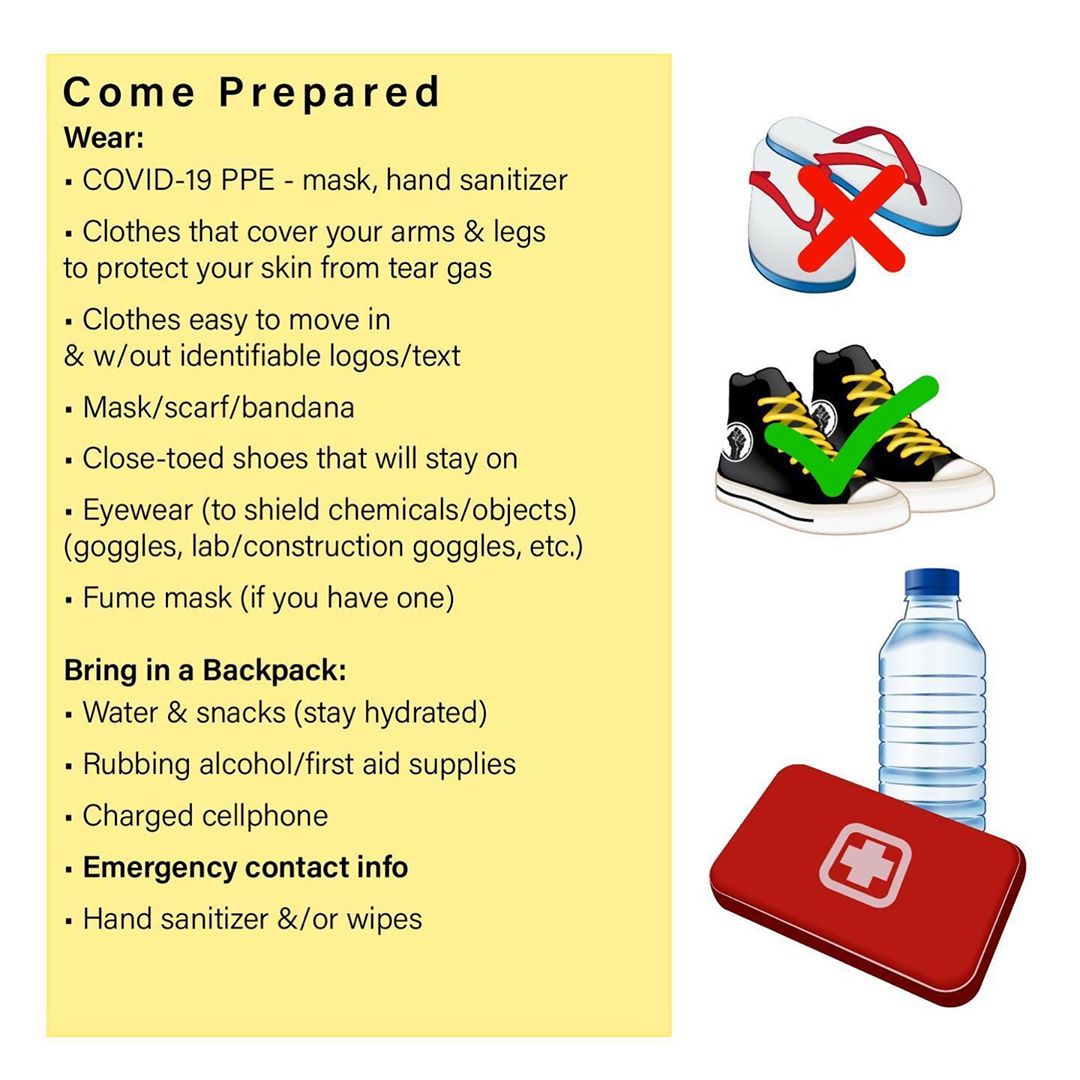 Come Prepared
Wear:
▪ COVID-19 PPE - mask, hand sanitizer
▪ Clothes that cover your arms & legs
to protect your skin from tear gas
▪ Clothes easy to move in
& w/out identifiable logos/text
▪ Mask/scarf/bandana
▪ Close-toed shoes that will stay on
▪ Eyewear (to shield chemicals/objects)
(goggles, lab/construction goggles, etc.)
▪ Fume mask (if you have one)
Bring in a Backpack:
▪ Water & snacks (stay hydrated)
▪ Rubbing alcohol/first aid supplies
▪ Charged cellphone
▪ Emergency contact info
▪ Hand sanitizer &/or wipes